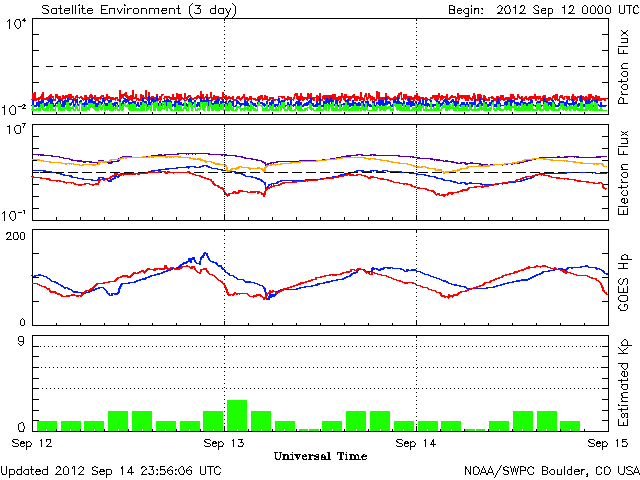 Satellite Environment (3 day) Begin: 2012 Sep 12 0000 UTC
10^4
10^-2
Proton Flux
10^7
10^-1
Electron Flux
200
0
GOES Hp
9
0
Estimated Kp
Sep 12 Sep 13 Sep 14 Sep 15
Universal Time
Updated 2012 Sep 14 23:56:06 UTC NOAA/SWPC Boulder, CO USA